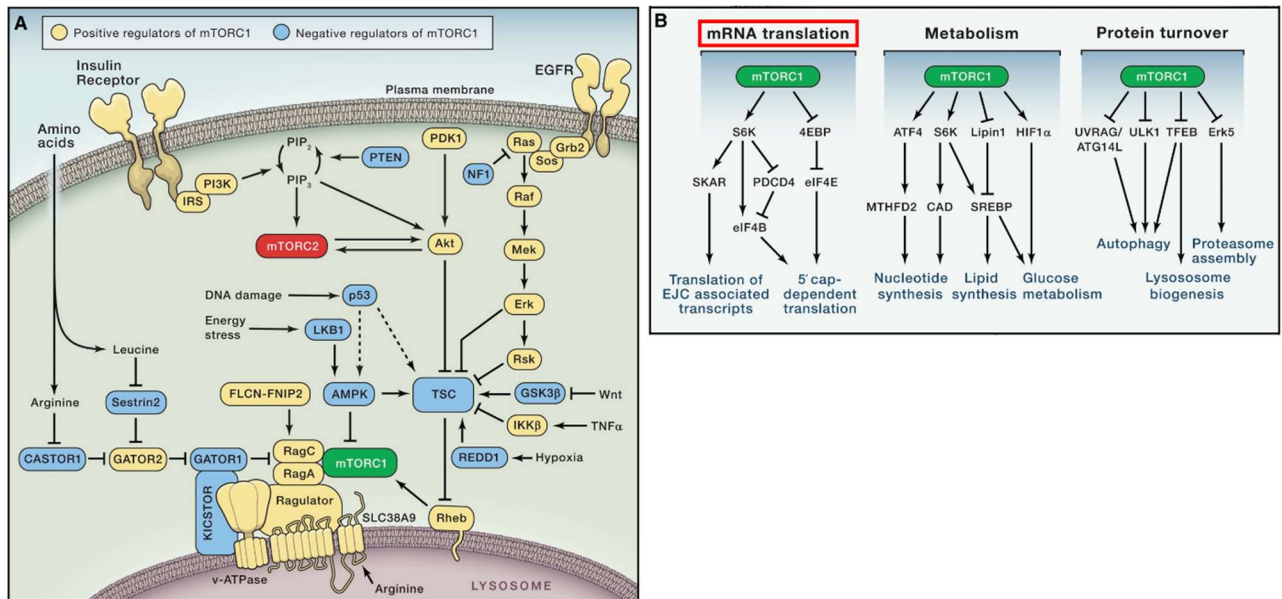 A
Positive regulators of mTORC1
Negative regulators of mTORC1
Insulin
Receptor
EGFR
Plasma membrane
Amino
acids
PIP2
PTEN
PDK1
Ras
Grb2
Sos
NF1
PI3K
IRS
PIP3
Raf
mTORC2
Akt
Mek
DNA damage
p53
Energy
stress
LKB1
Erk
Leucine
Rsk
FLCN-FNIP2
AMPK
TSC
GSK3β
Wnt
Arginine
Sestrin2
IKKβ
TNFα
CASTOR1
GATOR2
GATOR1
RagC
mTORC1
REDD1
Hypoxia
RagA
KICSTOR
Ragulator
SLC38A9
Rheb
v-ATPase
Arginine
LYSOSOME
B
mRNA translation
mTORC1
S6K
4EBP
SKAR
PDCD4
eIF4E
eIF4B
Translation of
EJC associated
transcripts
5′ cap-
dependent
translation
Metabolism
mTORC1
ATF4
S6K
Lipin1
HIF1α
MTHFD2
CAD
SREBP
Nucleotide
synthesis
Lipid
synthesis
Glucose
metabolism
Protein turnover
mTORC1
UVRAG/
ATG14L
ULK1
TFEB
Erk5
Autophagy
Proteasome
assembly
Lysososome
biogenesis